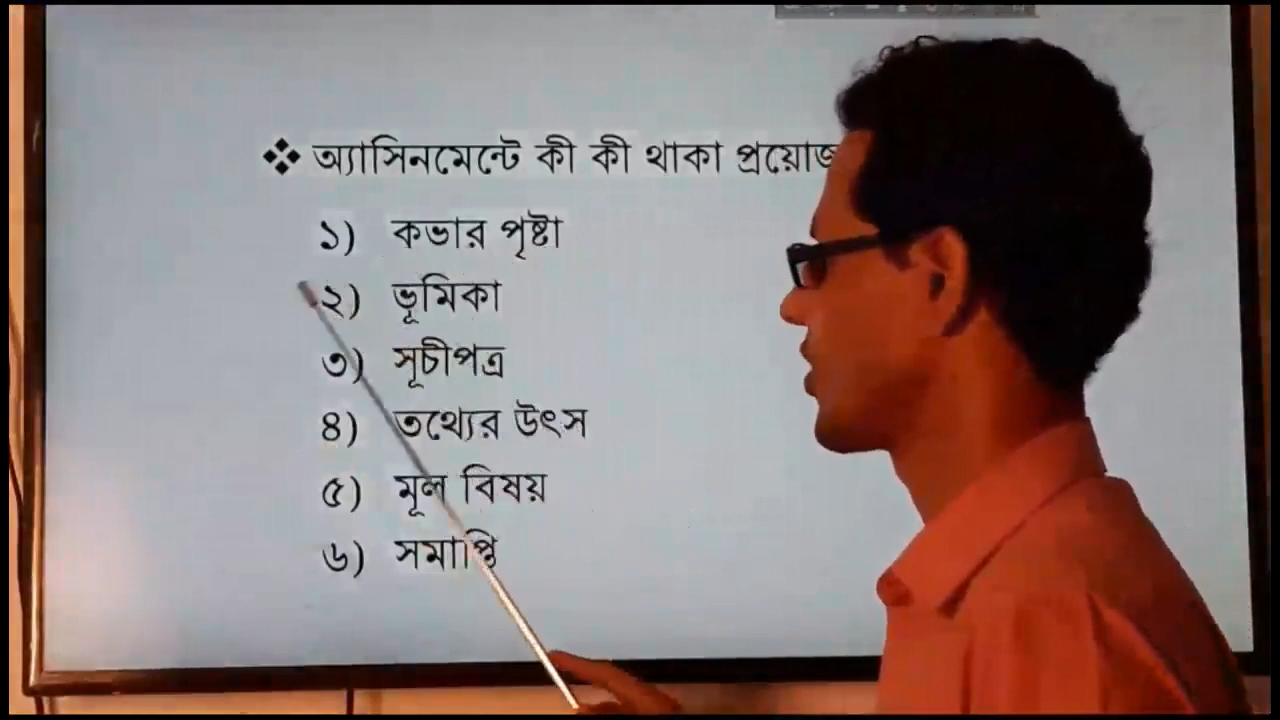 ❖ অ্যাসিনমেন্টে কী কী থাকা
১) কভার পৃষ্টা
২) ভূমিকা
৩) সূচীপত্র
৪) তথ্যের উৎস
৫) মূল বিষয়
৬) সমাপ্তি